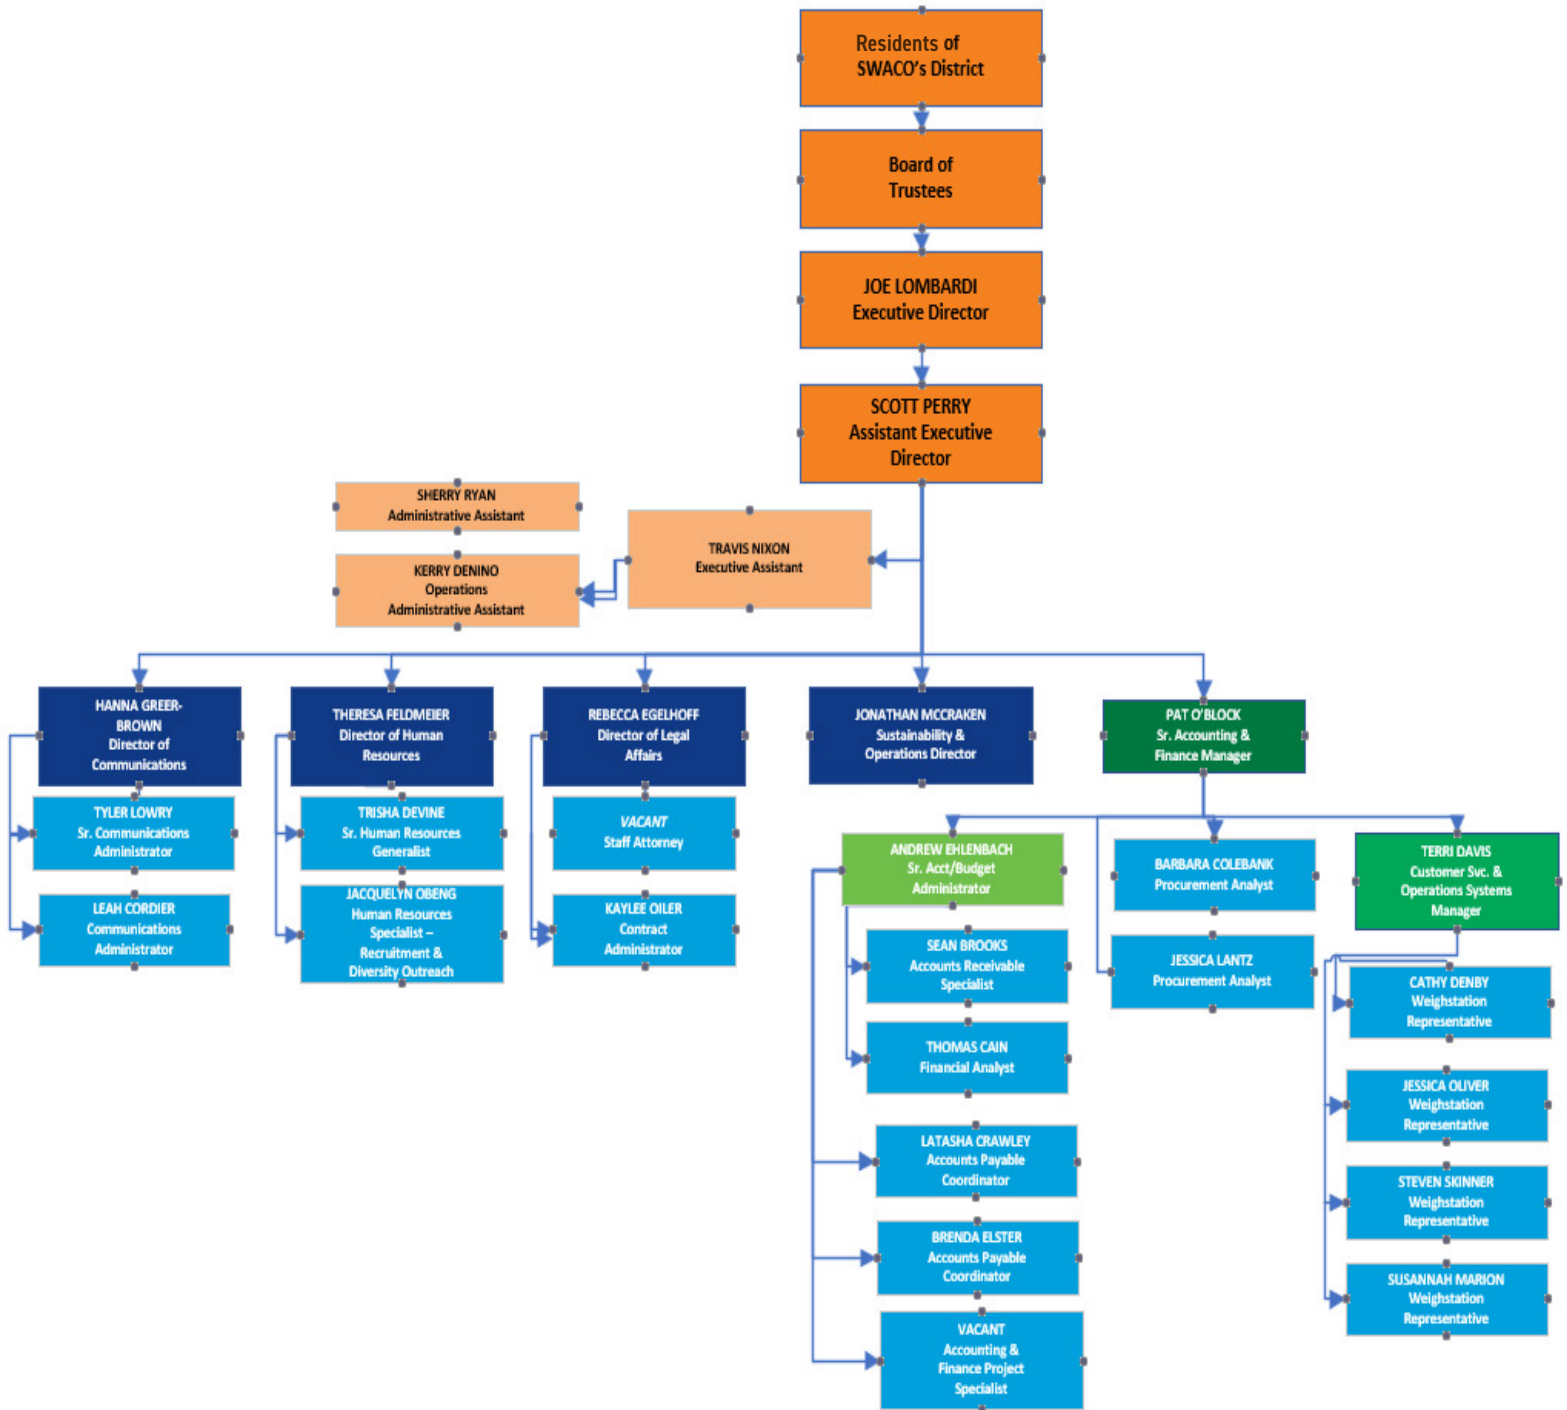 Residents of
SWACO's District
Board of
Trustees
JOE LOMBARDI
Executive Director
SCOTT PERRY
Assistant Executive
Director
SHERRY RYAN
Administrative Assistant
KERRY DENINO
Operations
Administrative Assistant
TRAVIS NIXON
Executive Assistant
HANNA GREER-
BROWN
Director of
Communications
THERESA FELDMEIER
Director of Human
Resources
REBECCA EGELHOFF
Director of Legal
Affairs
JONATHAN MCCRAKEN
Sustainability &
Operations Director
PAT O'BLOCK
Sr. Accounting &
Finance Manager
TYLER LOWRY
Sr. Communications
Administrator
LEAH CORDIER
Communications
Administrator
TRISHA DEVINE
Sr. Human Resources
Generalist
JACQUELYN OBENG
Human Resources
Specialist –
Recruitment &
Diversity Outreach
VACANT
Staff Attorney
KAYLEE OILER
Contract
Administrator
ANDREW EHLENBACH
Sr. Acct/Budget
Administrator
SEAN BROOKS
Accounts Receivable
Specialist
THOMAS CAIN
Financial Analyst
LATASHA CRAWLEY
Accounts Payable
Coordinator
BRENDA ELSTER
Accounts Payable
Coordinator
VACANT
Accounting &
Finance Project
Specialist
BARBARA COLEBANK
Procurement Analyst
JESSICA LANTZ
Procurement Analyst
TERRI DAVIS
Customer Svc. &
Operations Systems
Manager
CATHY DENBY
Weighstation
Representative
JESSICA OLIVER
Weighstation
Representative
STEVEN SKINNER
Weighstation
Representative
SUSANNAH MARION
Weighstation
Representative